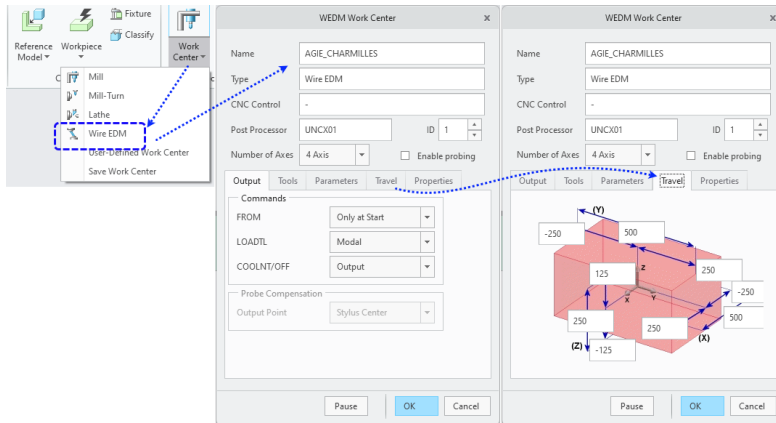 Fixture
Classify
Reference Model
Workpiece
Work Center
Mill
Mill-Turn
Lathe
Wire EDM
User-Defined Work Center
Save Work Center
WEDM Work Center x
Name AGIE_CHARMILLES
Type Wire EDM
CNC Control -
Post Processor UNCX01 ID 1
Number of Axes 4 Axis Enable probing
Output Tools Parameters Travel Properties
Commands
FROM Only at Start
LOADTL Modal
COOLNT/OFF Output
Probe Compensation
Output Point Stylus Center
Pause OK Cancel
WEDM Work Center x
Name AGIE_CHARMILLES
Type Wire EDM
CNC Control -
Post Processor UNCX01 ID 1
Number of Axes 4 Axis Enable probing
Output Tools Parameters Travel Properties
(Y)
-250 500
125 Z 250
X Y -250
250 250 500
(X)
(Z) -125
Pause OK Cancel